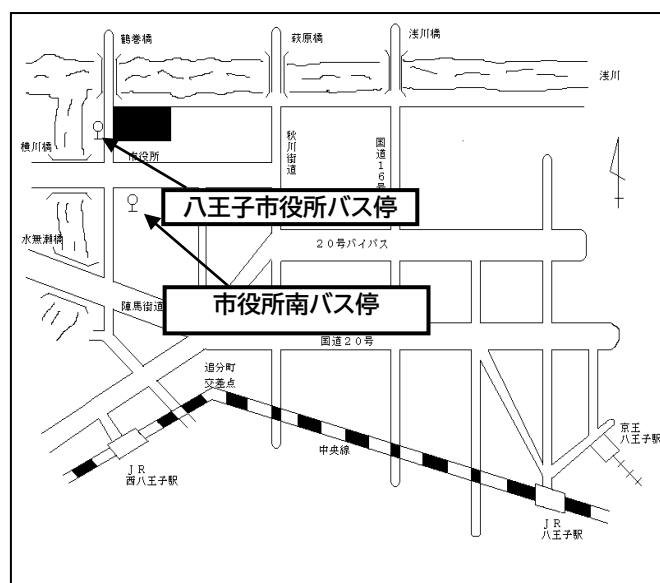 鶴巻橋
萩原橋
浅川橋
浅川
横川橋
市役所
秋川街道
国道16号
八王子市役所バス停
水無瀬橋
20号バイパス
陣馬街道
市役所南バス停
国道20号
追分町
交差点
中央線
京王
八王子駅
JR
西八王子駅
JR
八王子駅